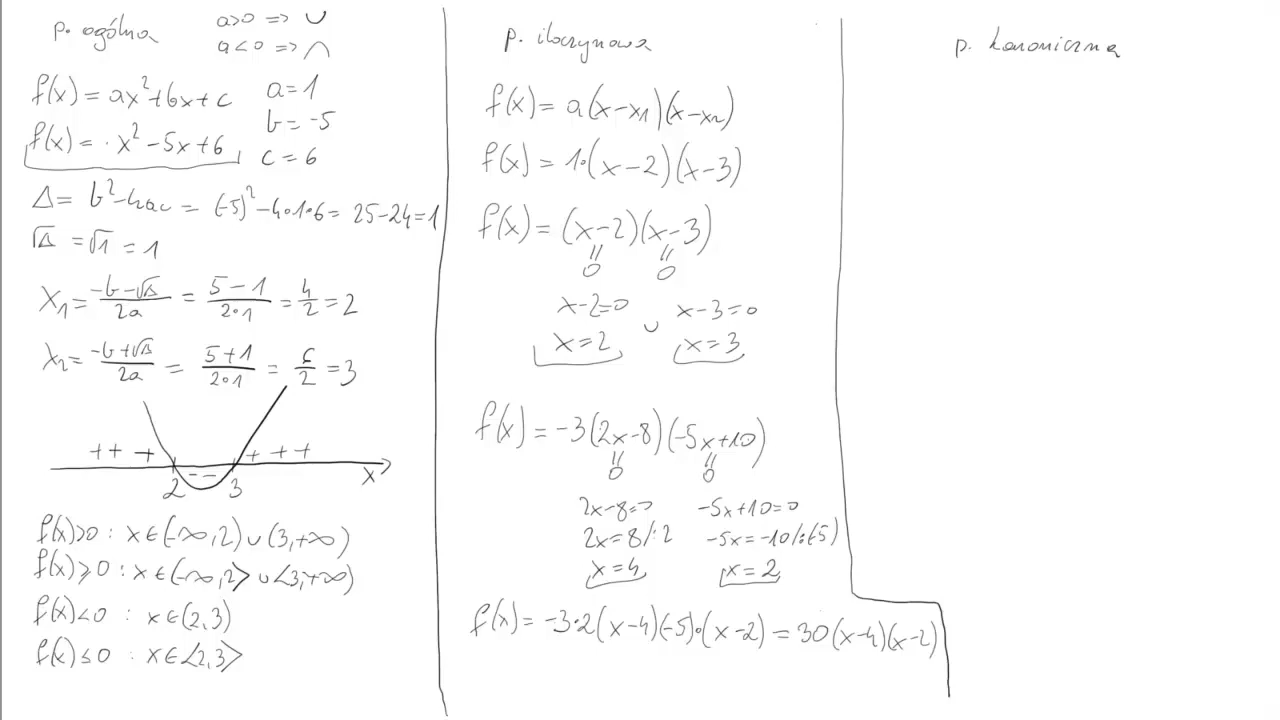 p. ogólna
a>0 => ∪
a<0 => ∩
f(x) = ax²+bx+c
a=1
b=-5
f(x) = x² - 5x + 6
c=6
Δ = b²-4ac = (-5)²-4·1·6 = 25-24=1
√Δ = √1 = 1
x₁ = (-b-√Δ)/2a = (5-1)/(2·1) = 4/2 = 2
x₂ = (-b+√Δ)/2a = (5+1)/(2·1) = 6/2 = 3
++ + + ++
-- 
2 3 x
f(x)>0 : x∈(-∞,2)∪(3,+∞)
f(x)≥0 : x∈(-∞,2>∪<3,+∞)
f(x)<0 : x∈(2,3)
f(x)≤0 : x∈<2,3>
p. iloczynowa
f(x) = a(x-x₁)(x-x₂)
f(x) = 1·(x-2)(x-3)
f(x) = (x-2)(x-3)
= =
0 0
x-2=0 ∪ x-3=0
x=2 x=3
f(x) = -3(2x-8)(-5x+10)
= =
0 0
2x-8=0 -5x+10=0
2x=8/:2 -5x=-10/:(-5)
x=4 x=2
f(x) = -3·2(x-4)(-5)·(x-2) = 30(x-4)(x-2)
p. kanoniczna